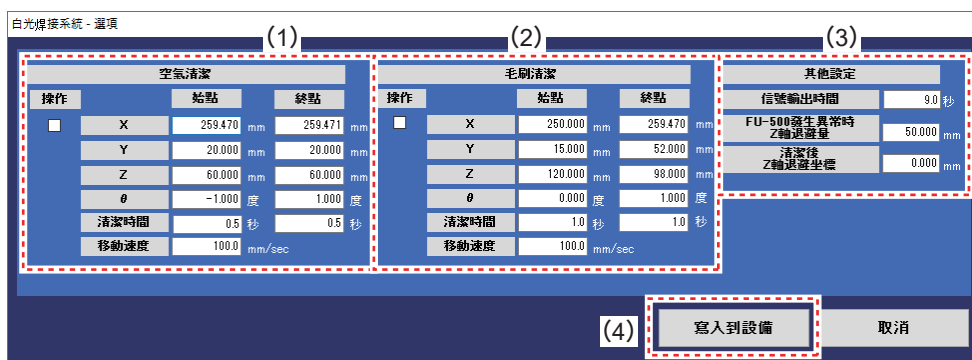 白光焊接系統 - 選項
(1)
(2)
(3)
空氣清潔
操作 始點 終點
X 259.470 mm 259.471 mm
Y 20.000 mm 20.000 mm
Z 60.000 mm 60.000 mm
θ -1.000 度 1.000 度
清潔時間 0.5 秒 0.5 秒
移動速度 100.0 mm/sec
毛刷清潔
操作 始點 終點
X 250.000 mm 259.470 mm
Y 15.000 mm 52.000 mm
Z 120.000 mm 98.000 mm
θ 0.000 度 1.000 度
清潔時間 1.0 秒 1.0 秒
移動速度 100.0 mm/sec
其他設定
信號輸出時間 9.0 秒
FU-500發生異常時
Z軸退避量 50.000 mm
清潔後
Z軸退避坐標 0.000 mm
(4)
寫入到設備
取消